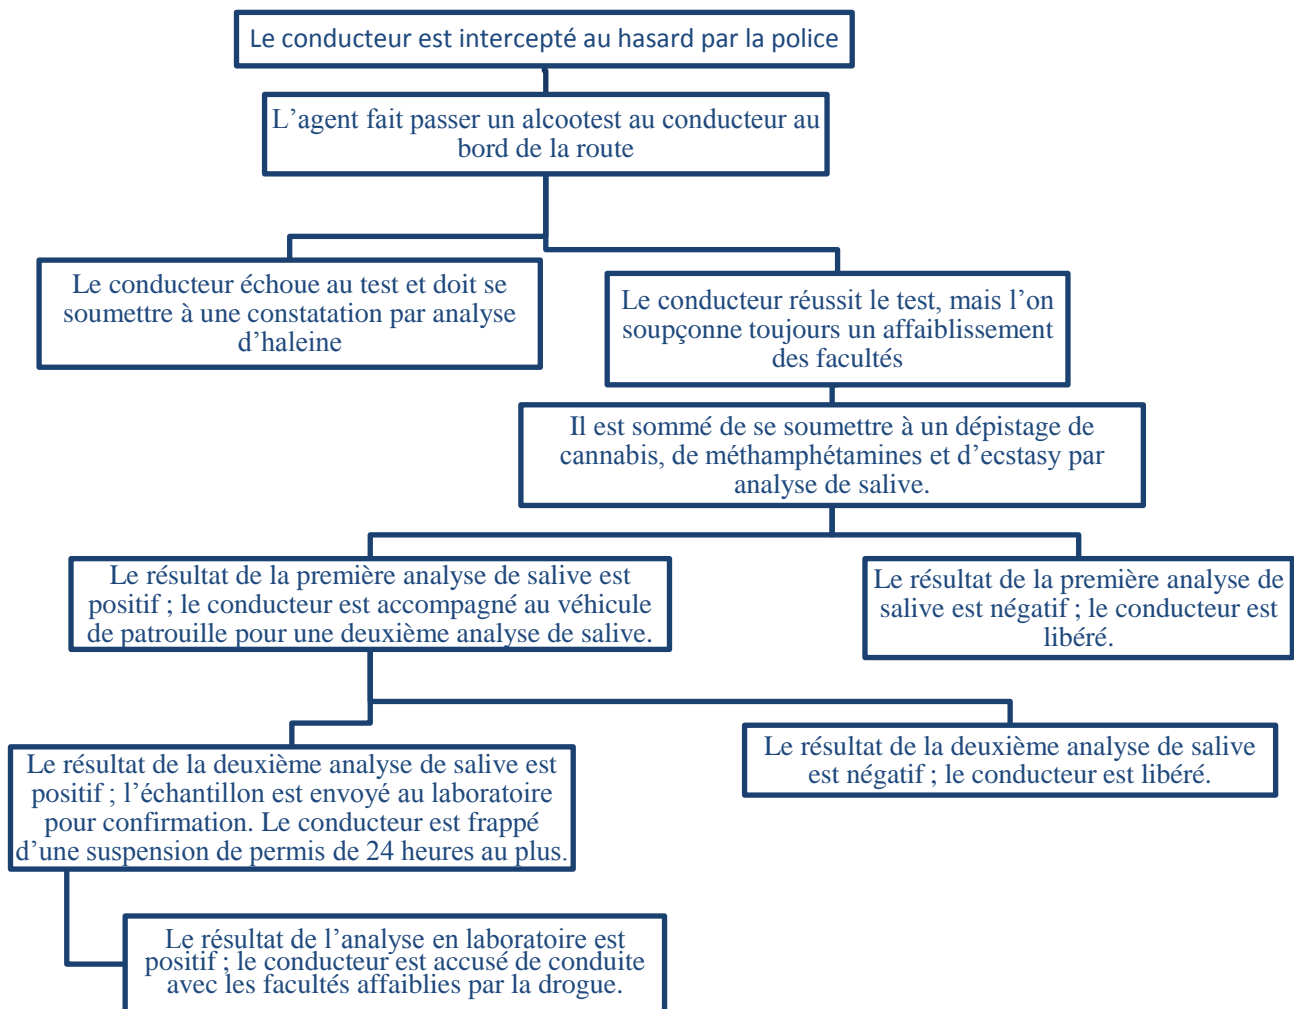 Le conducteur est intercepté au hasard par la police
L’agent fait passer un alcootest au conducteur au
bord de la route
Le conducteur échoue au test et doit se
soumettre à une constatation par analyse
d’haleine
Le conducteur réussit le test, mais l’on
soupçonne toujours un affaiblissement
des facultés
Il est sommé de se soumettre à un dépistage de
cannabis, de méthamphétamines et d’ecstasy par
analyse de salive.
Le résultat de la première analyse de salive est
positif ; le conducteur est accompagné au véhicule
de patrouille pour une deuxième analyse de salive.
Le résultat de la première analyse de
salive est négatif ; le conducteur est
libéré.
Le résultat de la deuxième analyse de salive est
positif ; l’échantillon est envoyé au laboratoire
pour confirmation. Le conducteur est frappé
d’une suspension de permis de 24 heures au plus.
Le résultat de la deuxième analyse de salive
est négatif ; le conducteur est libéré.
Le résultat de l’analyse en laboratoire est
positif ; le conducteur est accusé de conduite
avec les facultés affaiblies par la drogue.